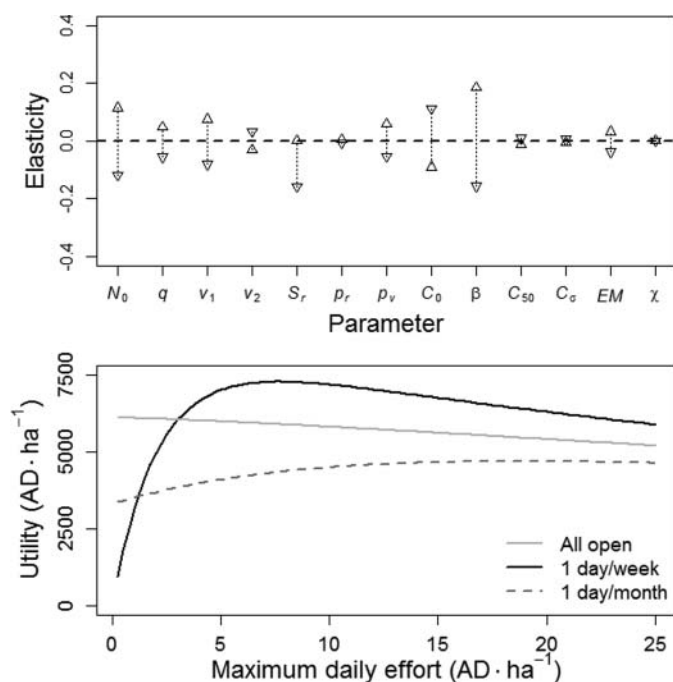 0.4
0.2
0.0
-0.2
-0.4
Elasticity
N₀ q v₁ v₂ Sᵣ pᵣ pᵥ C₀ β C₅₀ C_σ EM χ
Parameter
7500
5000
2500
0
Utility (AD·ha⁻¹)
All open
1 day/week
1 day/month
0 5 10 15 20 25
Maximum daily effort (AD·ha⁻¹)